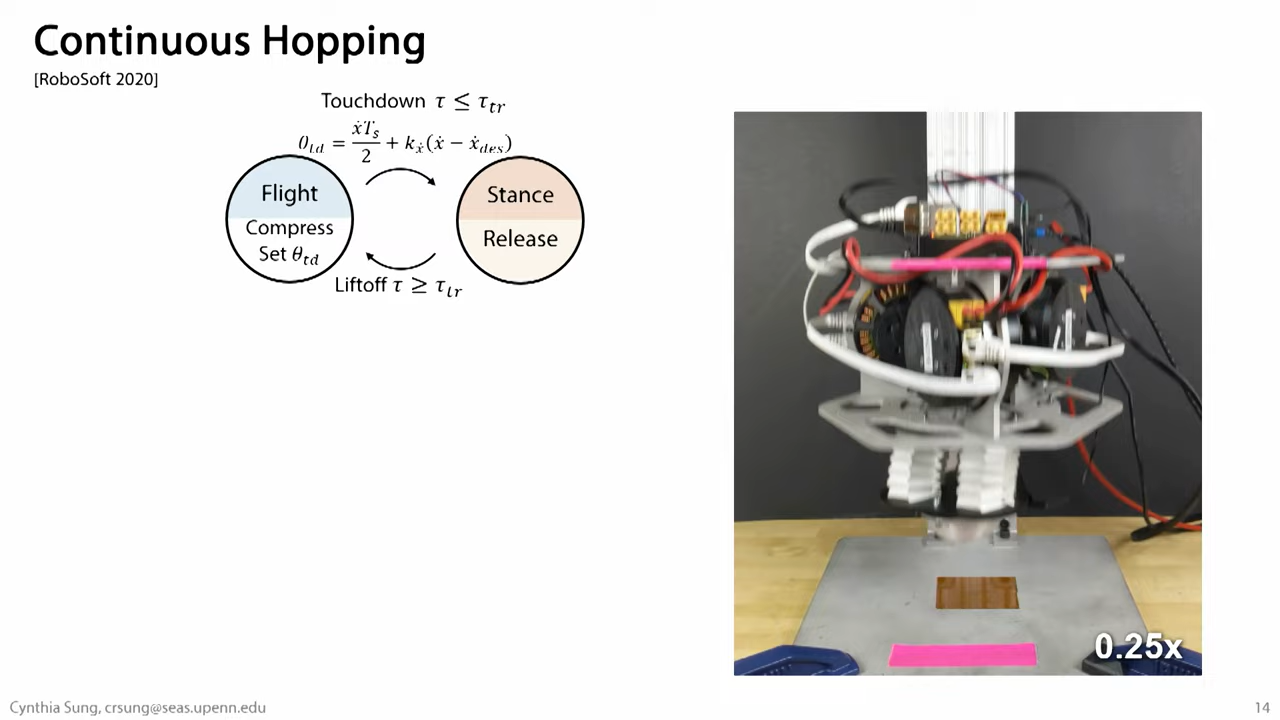 Continuous Hopping
[RoboSoft 2020]
Touchdown τ ≤ τ_tr
θ_td = ẋT_s/2 + k_ẋ(ẋ − ẋ_des)
Flight
Compress
Set θ_td
Stance
Release
Liftoff τ ≥ τ_lr
0.25x
Cynthia Sung, crsung@seas.upenn.edu
14